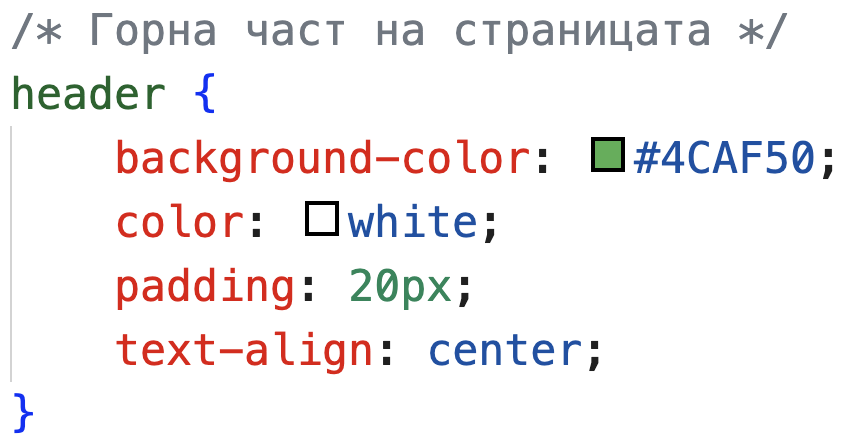 /* Горна част на страницата */
header {
    background-color: #4CAF50;
    color: white;
    padding: 20px;
    text-align: center;
}